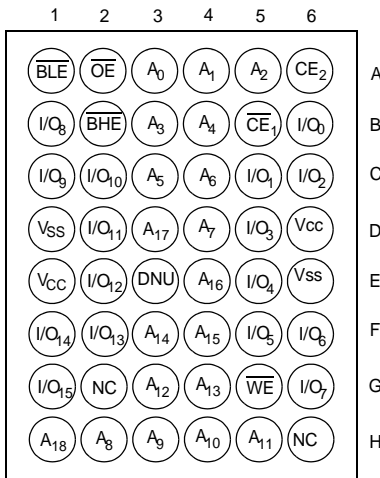 1 2 3 4 5 6
BLE OE A0 A1 A2 CE2 A
I/O8 BHE A3 A4 CE1 I/O0 B
I/O9 I/O10 A5 A6 I/O1 I/O2 C
VSS I/O11 A17 A7 I/O3 Vcc D
VCC I/O12 DNU A16 I/O4 Vss E
I/O14 I/O13 A14 A15 I/O5 I/O6 F
I/O15 NC A12 A13 WE I/O7 G
A18 A8 A9 A10 A11 NC H